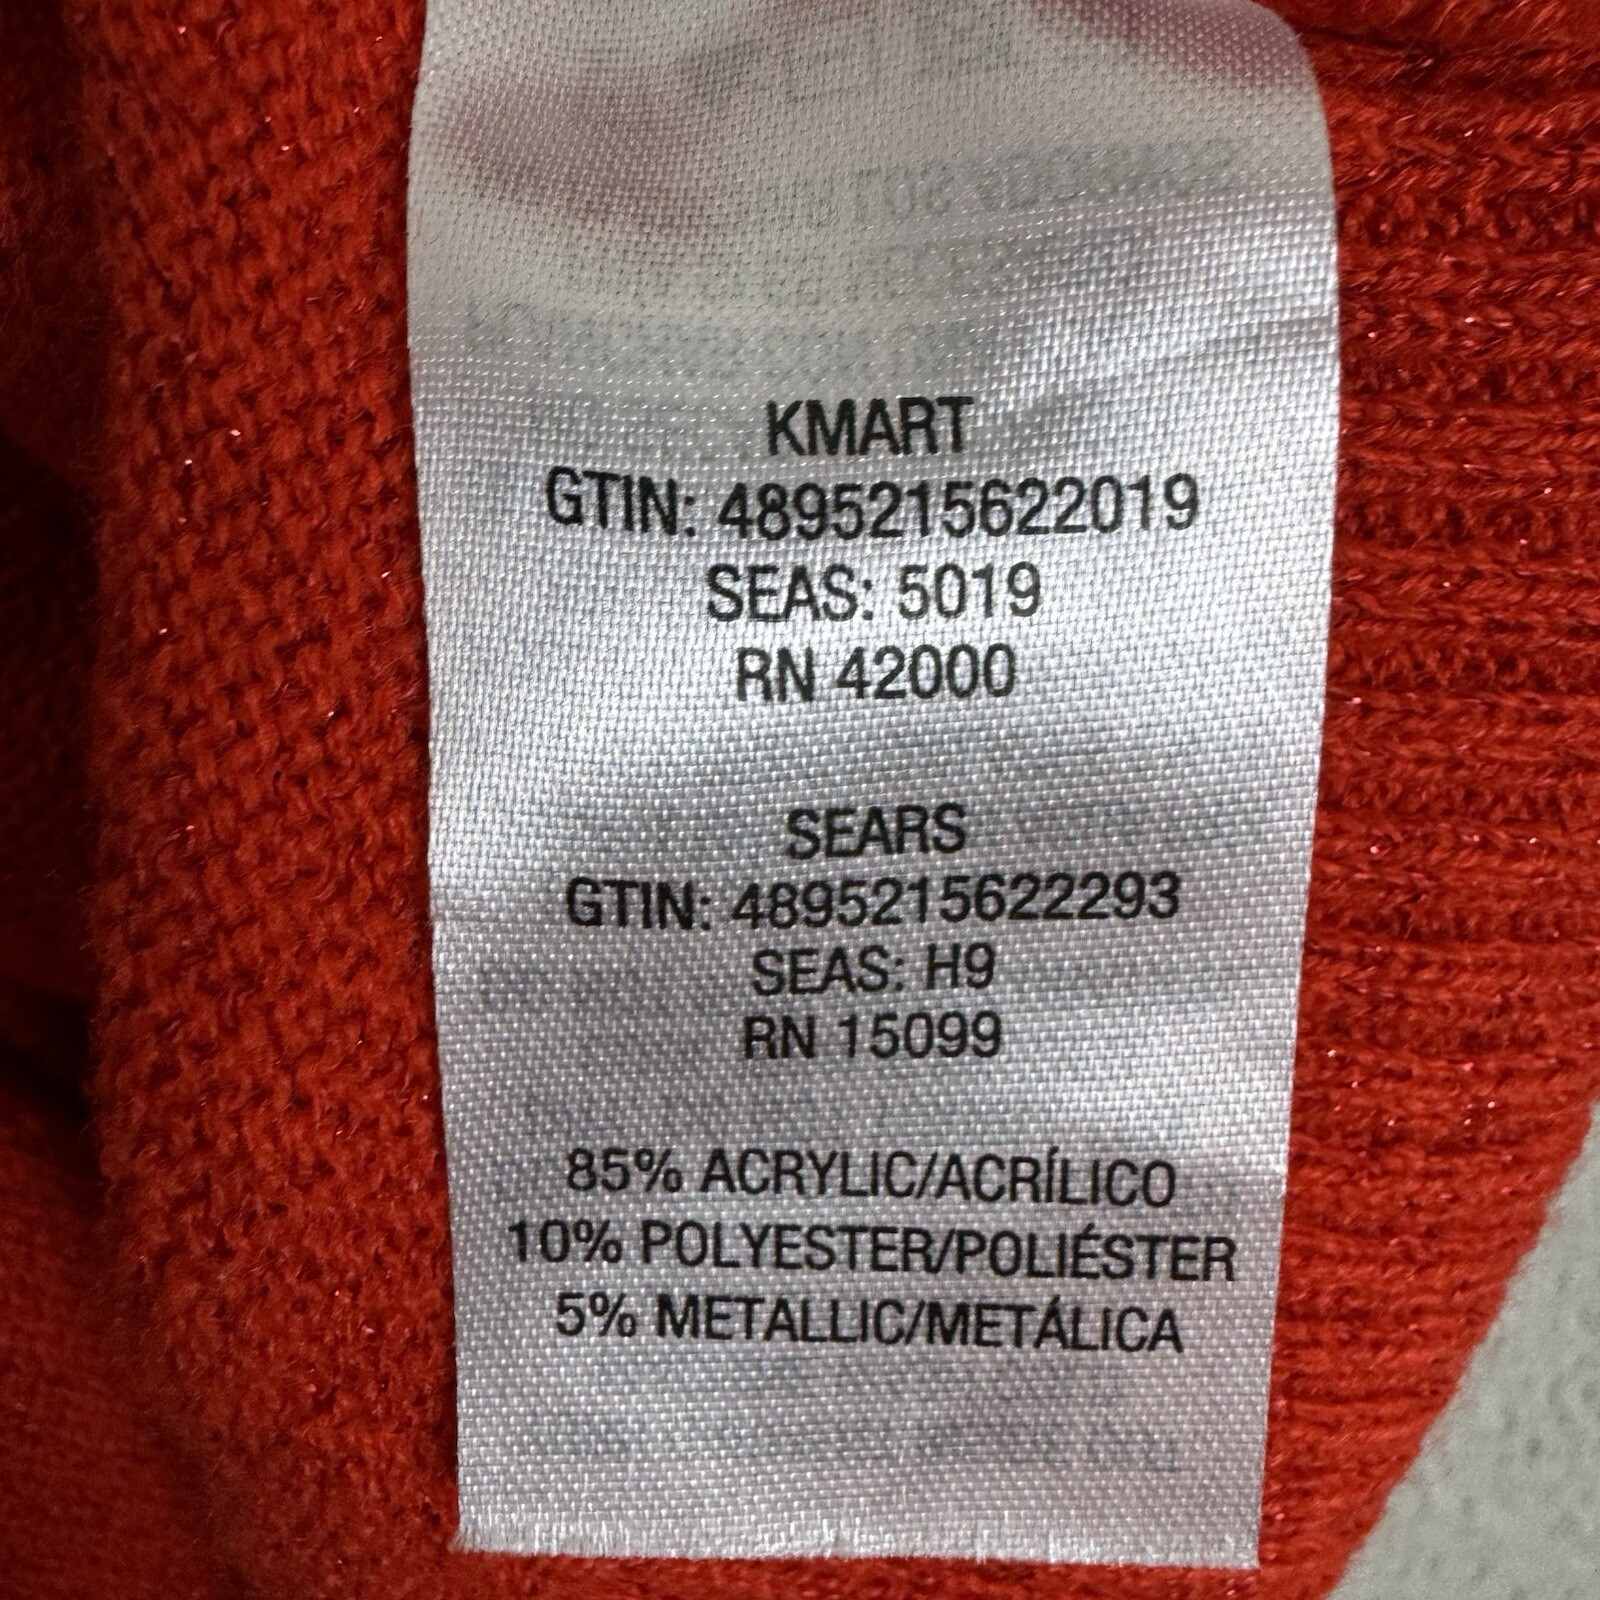 KMART
GTIN: 4895215622019
SEAS: 5019
RN 42000
SEARS
GTIN: 4895215622293
SEAS: H9
RN 15099
85% ACRYLIC/ACRÍLICO
10% POLYESTER/POLIÉSTER
5% METALLIC/METÁLICA